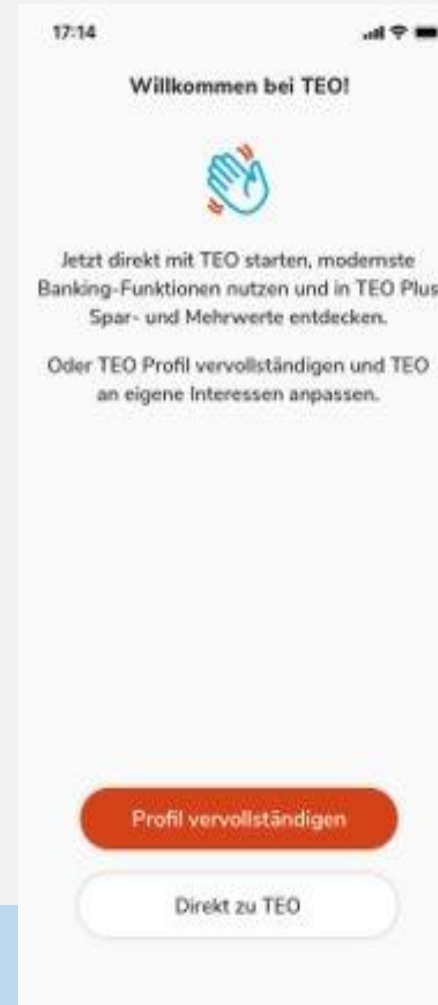 17:14
Willkommen bei TEO!
Jetzt direkt mit TEO starten, modernste
Banking-Funktionen nutzen und in TEO Plus
Spar- und Mehrwerte entdecken.
Oder TEO Profil vervollständigen und TEO
an eigene Interessen anpassen.
Profil vervollständigen
Direkt zu TEO